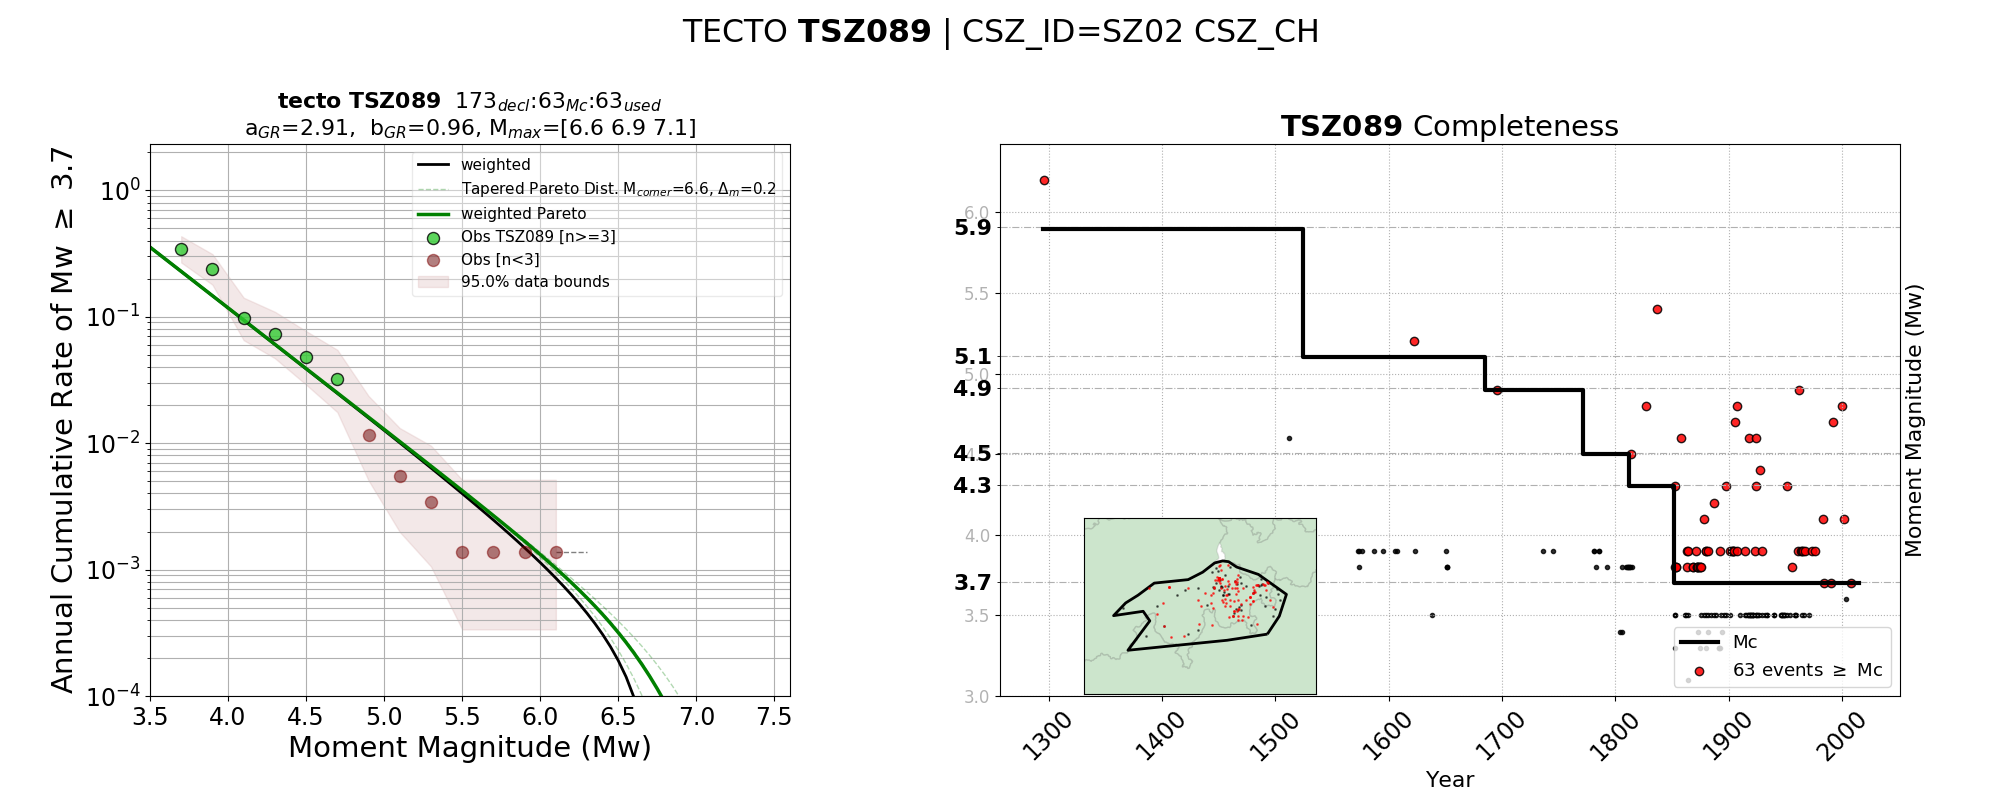 TECTO TSZ089 | CSZ_ID=SZ02 CSZ_CH
tecto TSZ089 173decl:63Mc:63used
aGR=2.91, bGR=0.96, Mmax=[6.6 6.9 7.1]
Annual Cumulative Rate of Mw ≥ 3.7
10^0
10^−1
10^−2
10^−3
10^−4
weighted
Tapered Pareto Dist. Mcorner=6.6, Δm=0.2
weighted Pareto
Obs TSZ089 [n>=3]
Obs [n<3]
95.0% data bounds
3.5 4.0 4.5 5.0 5.5 6.0 6.5 7.0 7.5
Moment Magnitude (Mw)
TSZ089 Completeness
6.0
5.9
5.5
5.1
5.0
4.9
4.5
4.3
4.0
3.7
3.5
3.0
Moment Magnitude (Mw)
Mc
63 events ≥ Mc
1300 1400 1500 1600 1700 1800 1900 2000
Year